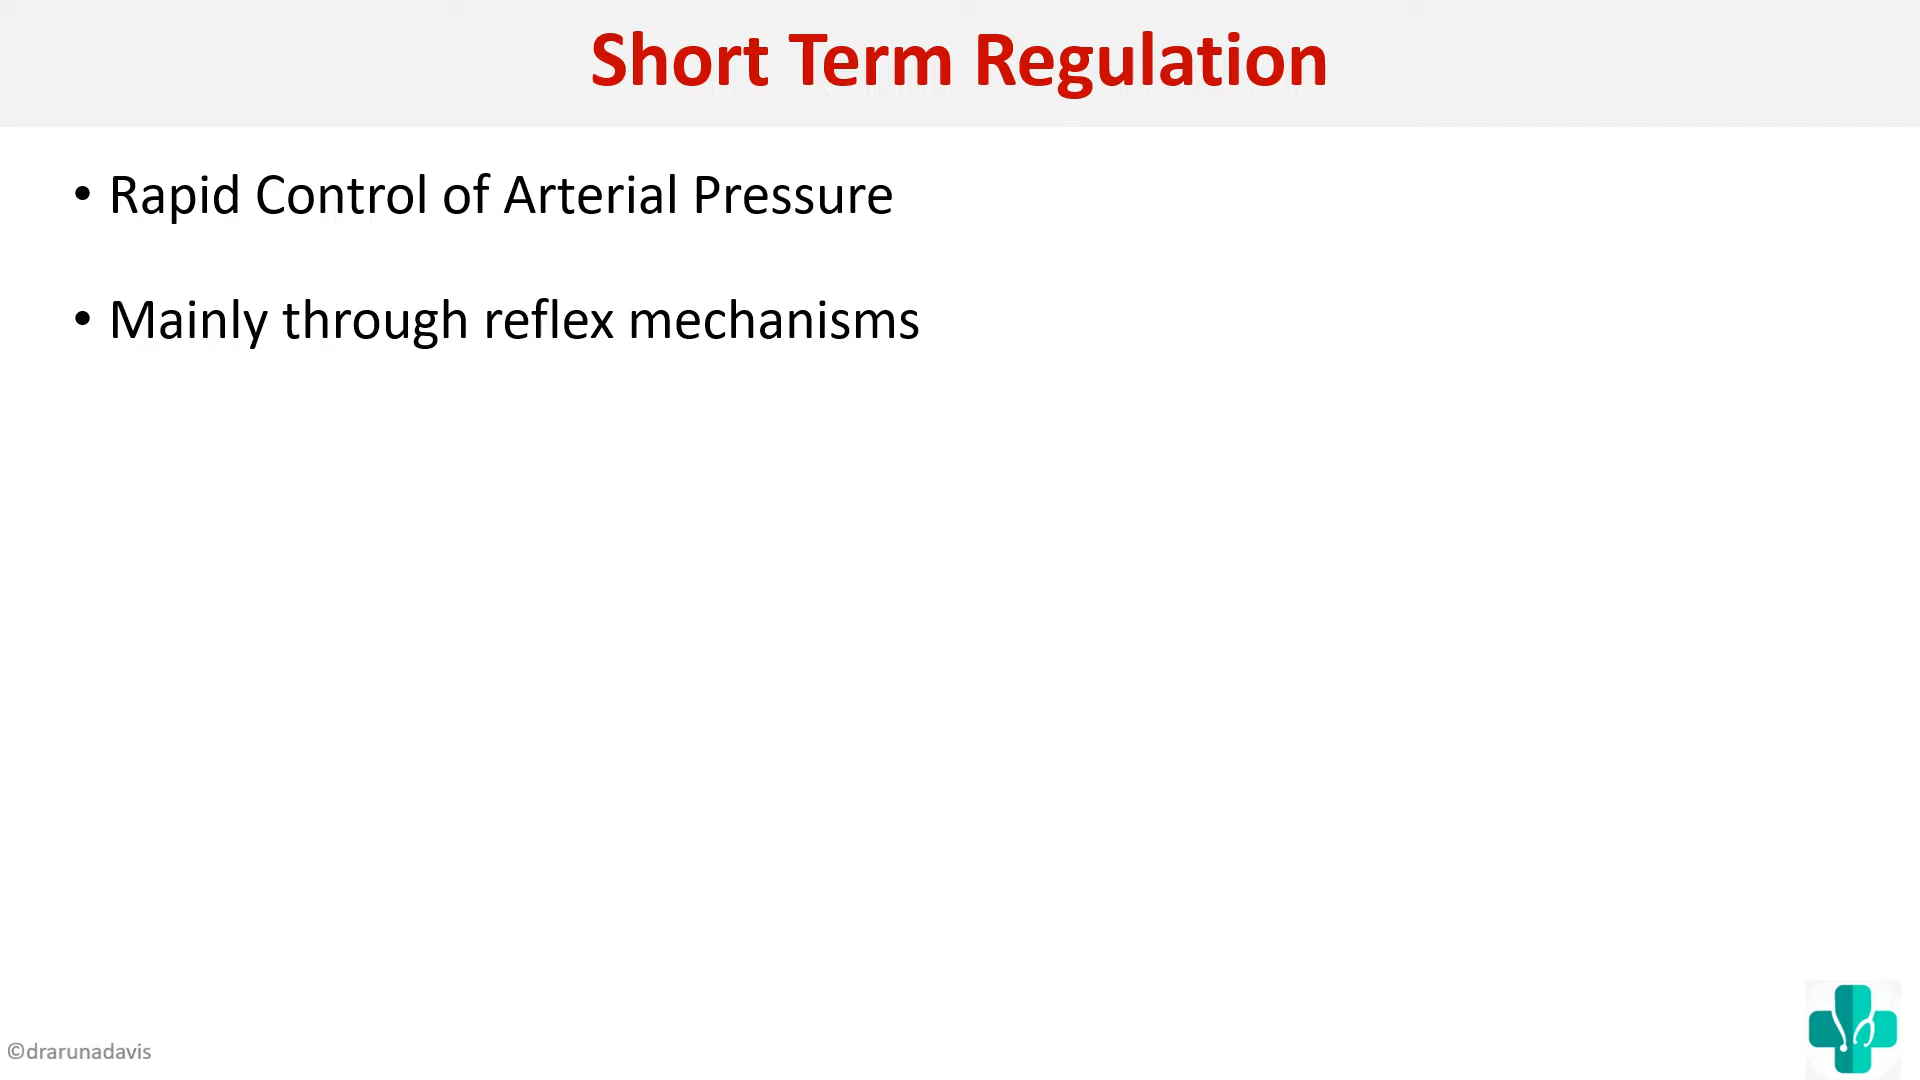 Short Term Regulation
• Rapid Control of Arterial Pressure
• Mainly through reflex mechanisms
©drarunadavis